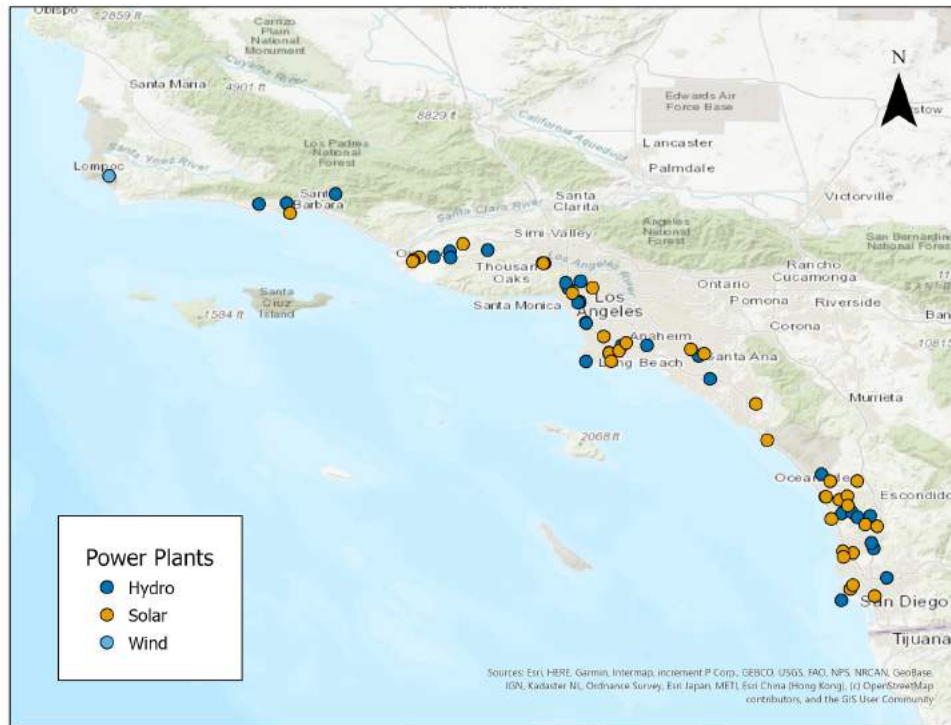 Obispo
2859 ft
Carrizo
Plain
National
Monument
Cuyama River
Santa Maria
4901 ft
Edwards Air
Force Base
N
8829 ft
California Aqueduct
Lancaster
Palmdale
Los Padres
National
Forest
Santa Ynez River
Lompoc
Santa
Barbara
Santa Clara River
Santa
Clarita
Victorville
Simi Valley
Angeles
National
Forest
San Bernardino
National Forest
Thousand
Oaks
Los Angeles River
Rancho
Cucamonga
Ontario
Pomona
Riverside
Santa
Cruz
Island
1584 ft
Santa Monica
Los
Angeles
Corona
Anaheim
Santa Ana
Long Beach
10815
Murrieta
2068 ft
Escondido
San Diego
Tijuana
Power Plants
Hydro
Solar
Wind
Sources: Esri, HERE, Garmin, Intermap, increment P Corp., GEBCO, USGS, FAO, NPS, NRCAN, GeoBase,
IGN, Kadaster NL, Ordnance Survey, Esri Japan, METI, Esri China (Hong Kong), (c) OpenStreetMap
contributors, and the GIS User Community